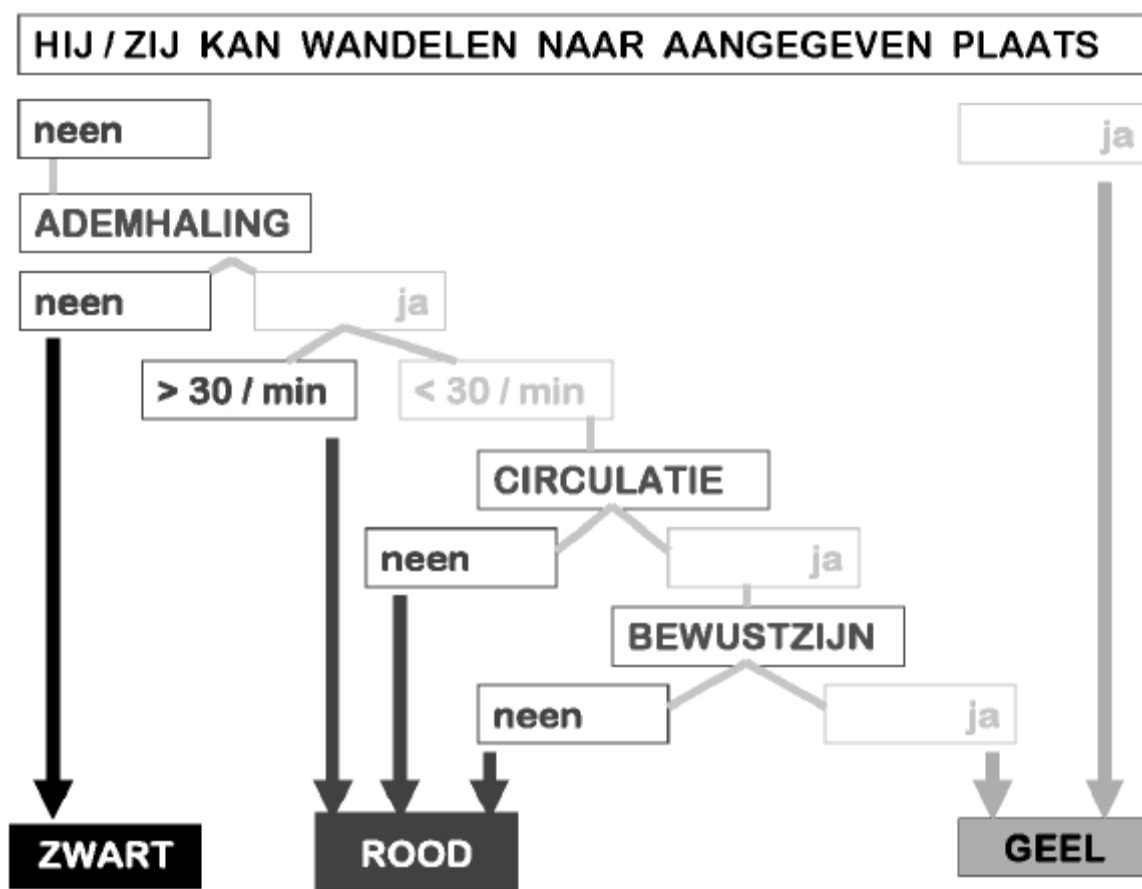 HIJ / ZIJ KAN WANDELEN NAAR AANGEGEVEN PLAATS
neen ja
ADEMHALING
neen ja
> 30 / min < 30 / min
CIRCULATIE
neen ja
BEWUSTZIJN
neen ja
ZWART ROOD GEEL